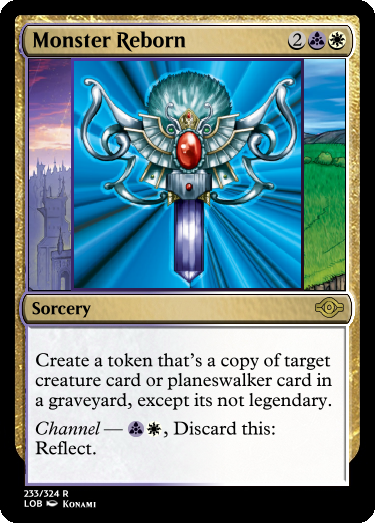 Monster Reborn 2
Sorcery
Create a token that's a copy of target
creature card or planeswalker card in
a graveyard, except its not legendary.
Channel — , Discard this:
Reflect.
233/324 R
LOB Konami